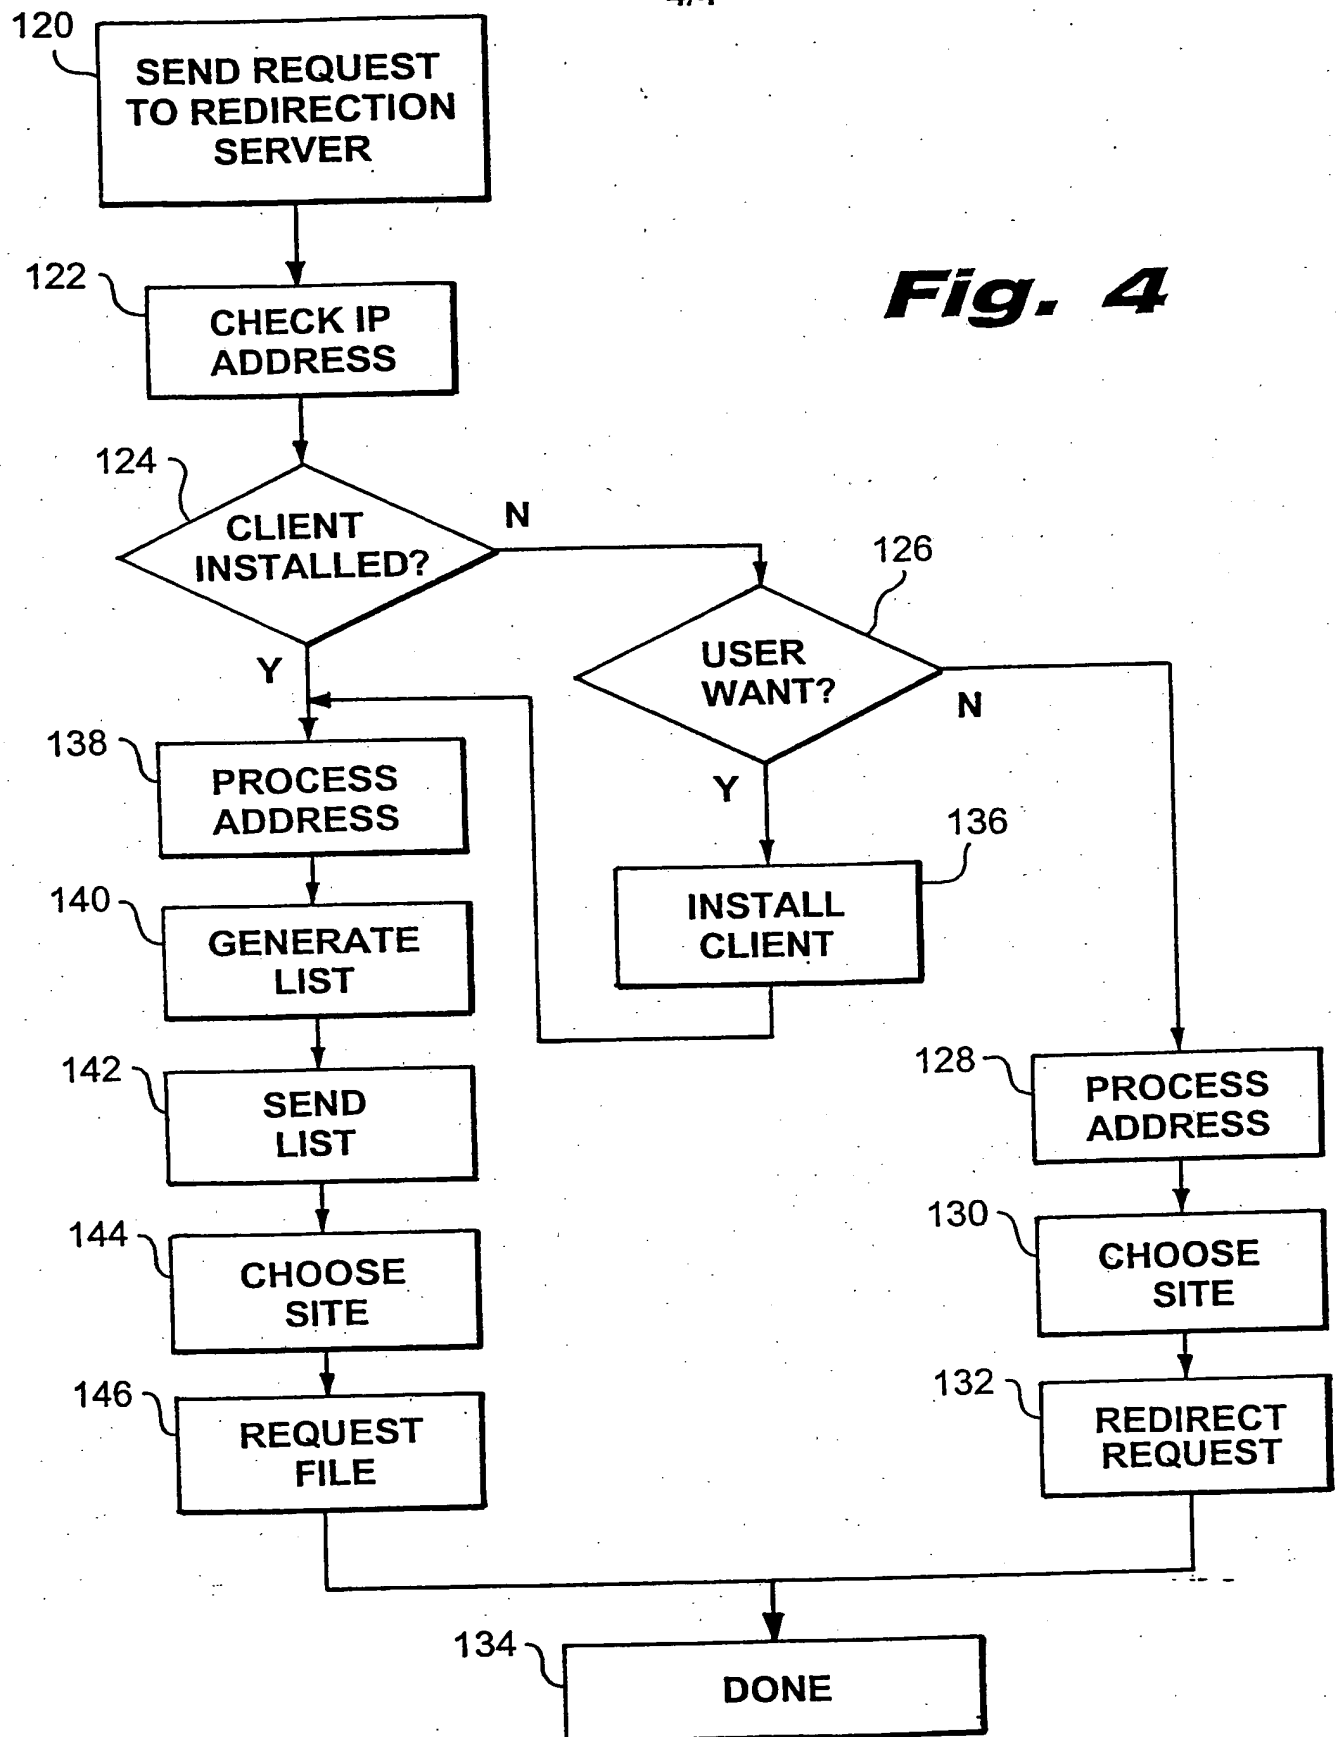 120
SEND REQUEST
TO REDIRECTION
SERVER
122
CHECK IP
ADDRESS
Fig. 4
124
CLIENT
INSTALLED?
N
126
USER
WANT?
Y
N
138
PROCESS
ADDRESS
Y
136
INSTALL
CLIENT
140
GENERATE
LIST
142
SEND
LIST
128
PROCESS
ADDRESS
144
CHOOSE
SITE
130
CHOOSE
SITE
146
REQUEST
FILE
132
REDIRECT
REQUEST
134
DONE